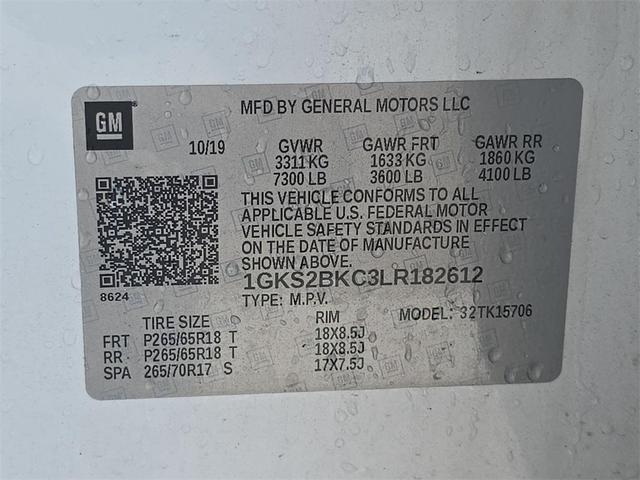 GM
MFD BY GENERAL MOTORS LLC
10/19 GVWR GAWR FRT GAWR RR
3311 KG 1633 KG 1860 KG
7300 LB 3600 LB 4100 LB
THIS VEHICLE CONFORMS TO ALL
APPLICABLE U.S. FEDERAL MOTOR
VEHICLE SAFETY STANDARDS IN EFFECT
ON THE DATE OF MANUFACTURE
SHOWN ABOVE.
8624
1GKS2BKC3LR182612
TYPE: M.P.V. MODEL: 32TK15706
TIRE SIZE RIM
FRT P265/65R18 T 18X8.5J
RR P265/65R18 T 18X8.5J
SPA 265/70R17 S 17X7.5J